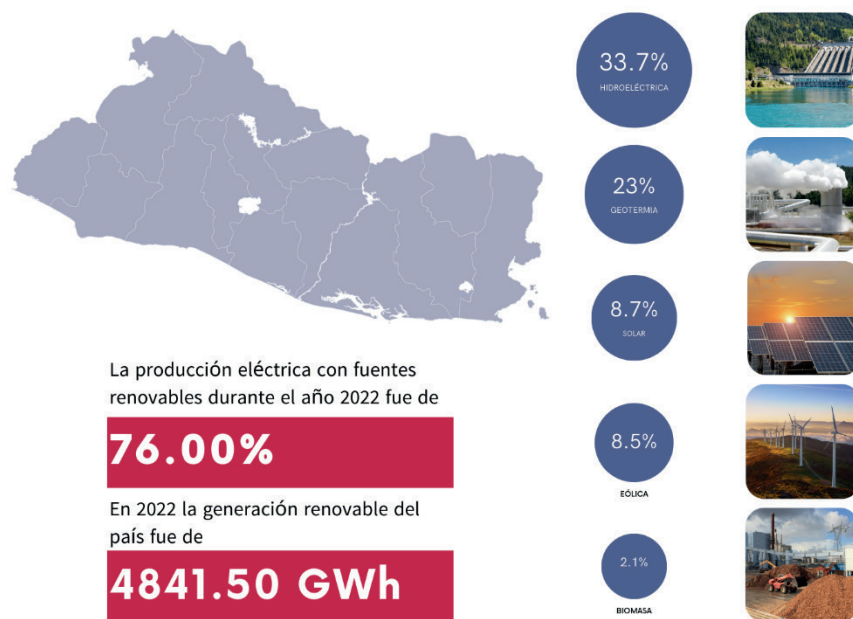 33.7%
HIDROELÉCTRICA
23%
GEOTERMIA
8.7%
SOLAR
8.5%
EÓLICA
2.1%
BIOMASA
La producción eléctrica con fuentes
renovables durante el año 2022 fue de
76.00%
En 2022 la generación renovable del
país fue de
4841.50 GWh